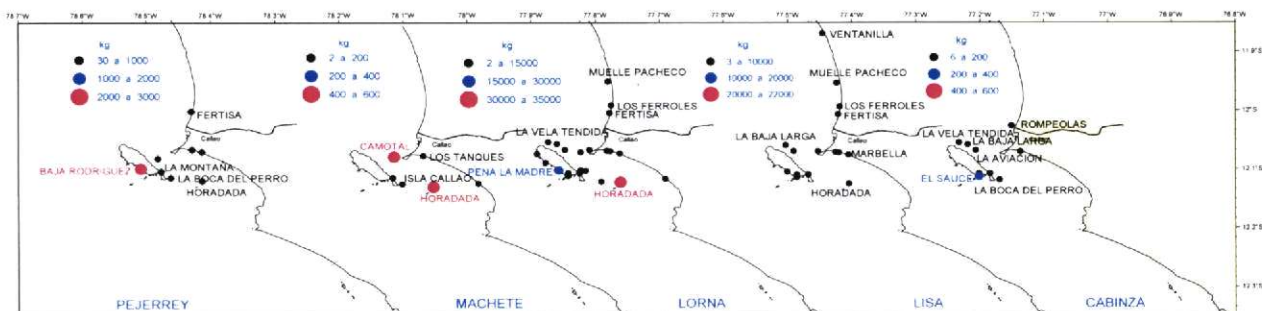 78.7'W 78.6'W 78.5'W 78.4'W 78.3'W 78.2'W 78.1'W 78'W 77.9'W 77.8'W 77.7'W 77.6'W 77.5'W 77.4'W 77.3'W 77.2'W 77.1'W 77'W 76.9'W 76.8'W 76.7'W 76.6'W
kg
30 a 1000
1000 a 2000
2000 a 3000
FERTISA
Callao
LA MONTAÑA
BAJA RODRIGUEZ
LA BOCA DEL PERRO
HORADADA
PEJERREY
kg
2 a 200
200 a 400
400 a 600
Callao
CAMOTAL
LOS TANQUES
ISLA CALLAO
HORADADA
MACHETE
kg
2 a 15000
15000 a 30000
30000 a 35000
MUELLE PACHECO
LOS FERROLES
FERTISA
LA VELA TENDIDA
Callao
PENA LA MADRE
HORADADA
LORNA
kg
3 a 10000
10000 a 20000
20000 a 22000
VENTANILLA
MUELLE PACHECO
LOS FERROLES
FERTISA
LA BAJA LARGA
Callao
MARBELLA
HORADADA
LISA
kg
6 a 200
200 a 400
400 a 600
ROMPEOLAS
LA VELA TENDIDA
LA BAJA LARGA
LA AVIACION
EL SAUCE
LA BOCA DEL PERRO
CABINZA
11.9'S
12'S
12.1'S
12.2'S
12.3'S